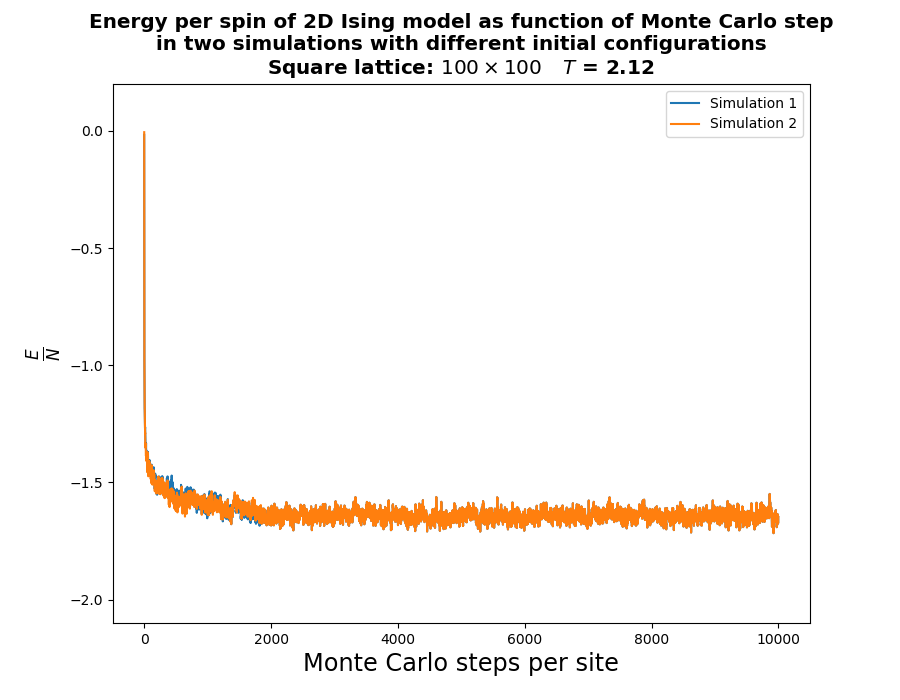 Energy per spin of 2D Ising model as function of Monte Carlo step
in two simulations with different initial configurations
Square lattice: 100 × 100 T = 2.12
Simulation 1
Simulation 2
0.0
−0.5
−1.0
−1.5
−2.0
E
N
0 2000 4000 6000 8000 10000
Monte Carlo steps per site